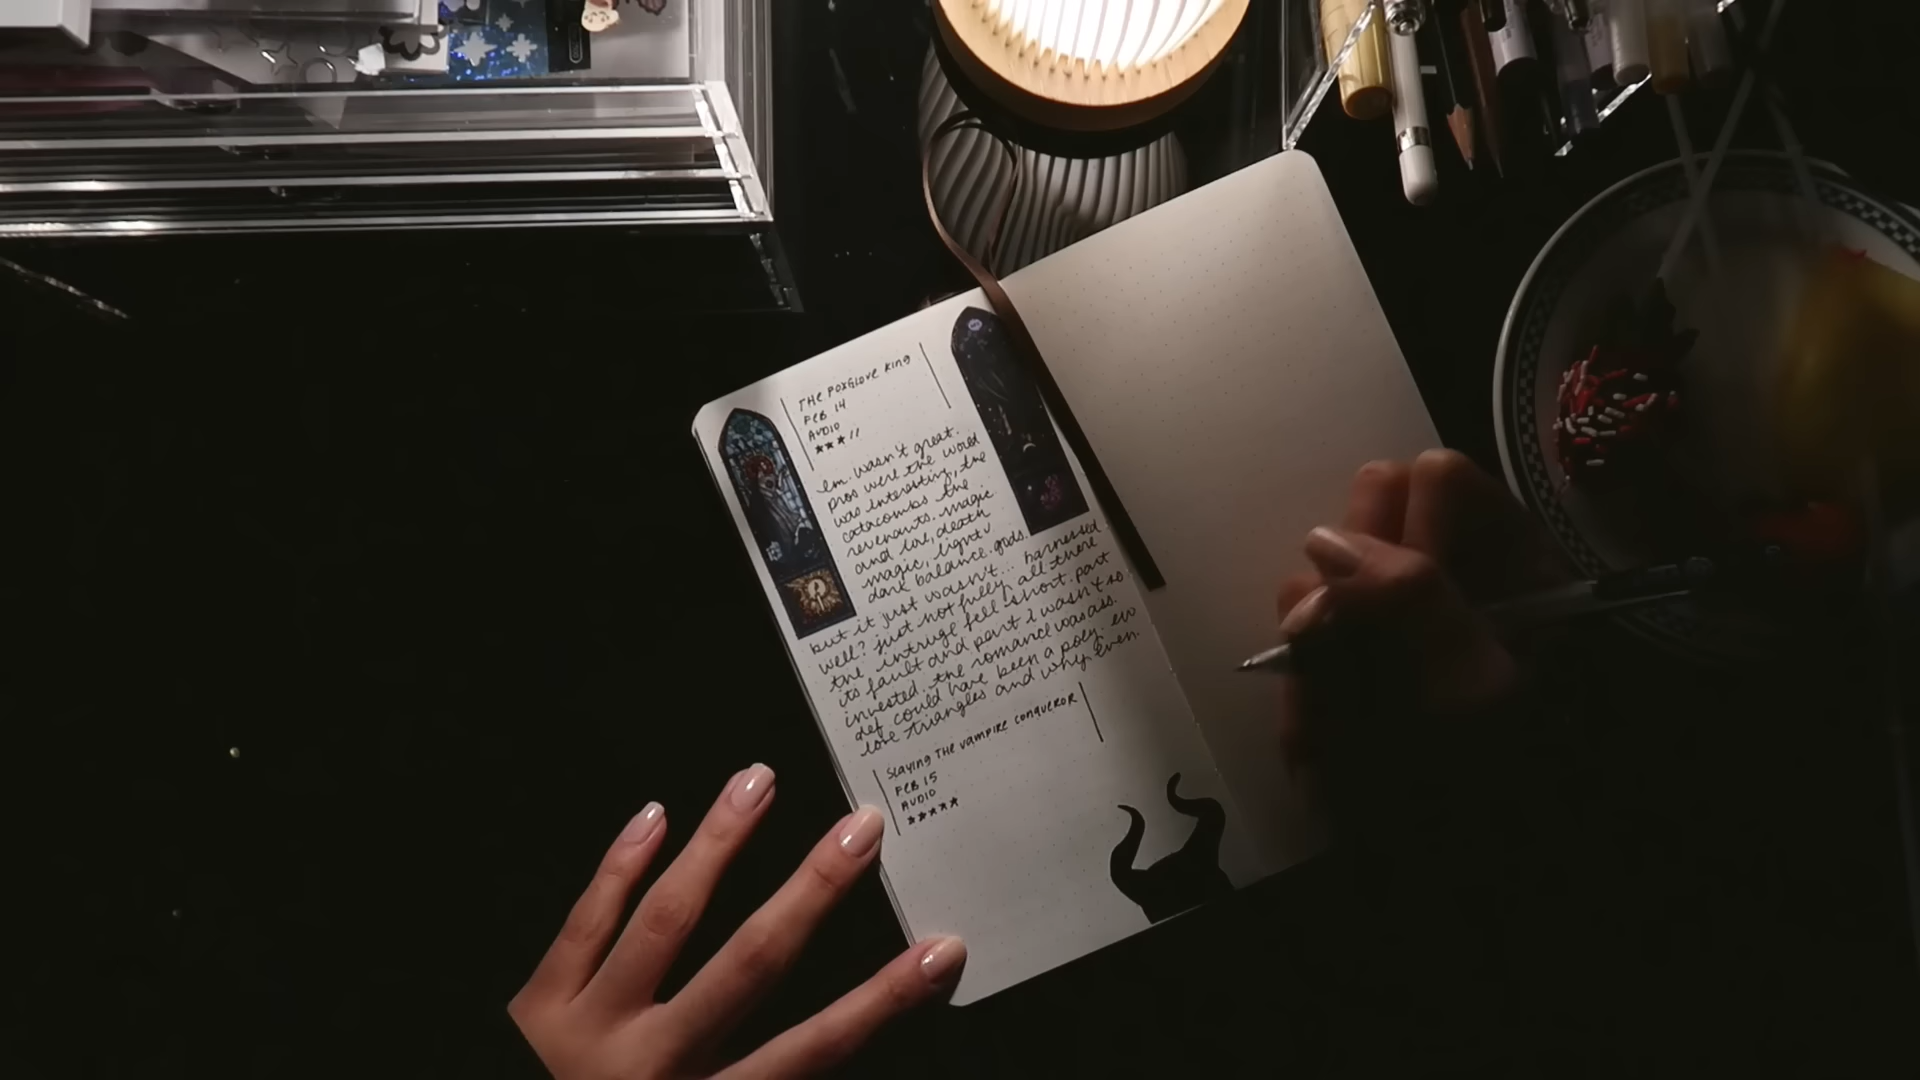 THE FOXGLOVE KING
FEB 14
AUDIO
★★★//
em. wasn't great.
pros were the world
was interesting, the
catacombs the
revenants. magic
and lore, death
magic, light v
dark balance. gods.
but it just wasn't... harnessed
well? just not fully all there
the intruge fell short. part
its fault and part i wasn't so
invested. the romance was ass.
def could have been a poly. ew
love triangles and why even.
SLAYING THE VAMPIRE CONQUEROR
FEB 15
AUDIO
★★★★★